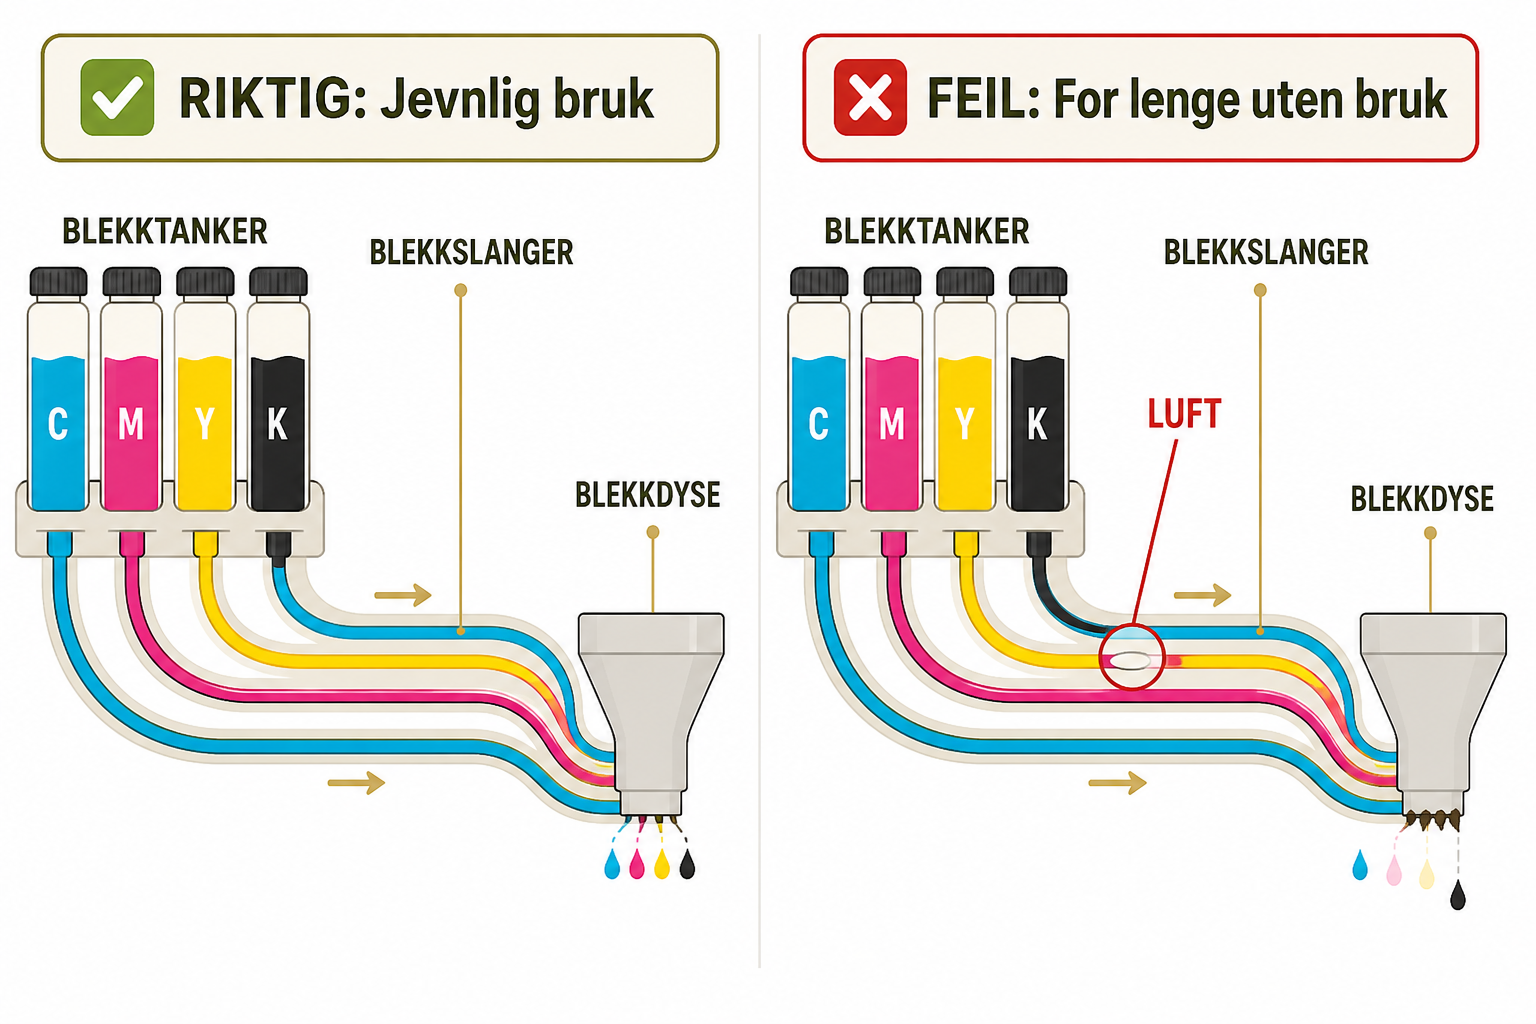 RIKTIG: Jevnlig bruk
BLEKKTANKER
BLEKKSLANGER
C M Y K
BLEKKDYSE
FEIL: For lenge uten bruk
BLEKKTANKER
BLEKKSLANGER
LUFT
C M Y K
BLEKKDYSE